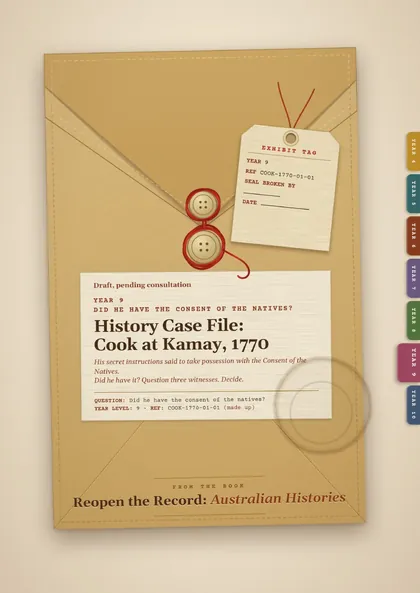 EXHIBIT TAG
YEAR 9
REF COOK-1770-01-01
SEAL BROKEN BY
DATE
Draft, pending consultation
YEAR 9
DID HE HAVE THE CONSENT OF THE NATIVES?
History Case File:
Cook at Kamay, 1770
His secret instructions said to take possession with the Consent of the
Natives.
Did he have it? Question three witnesses. Decide.
QUESTION: Did he have the consent of the natives?
YEAR LEVEL: 9 · REF: COOK-1770-01-01 (made up)
FROM THE BOOK
Reopen the Record: Australian Histories
YEAR 4
YEAR 5
YEAR 6
YEAR 7
YEAR 8
YEAR 9
YEAR 10